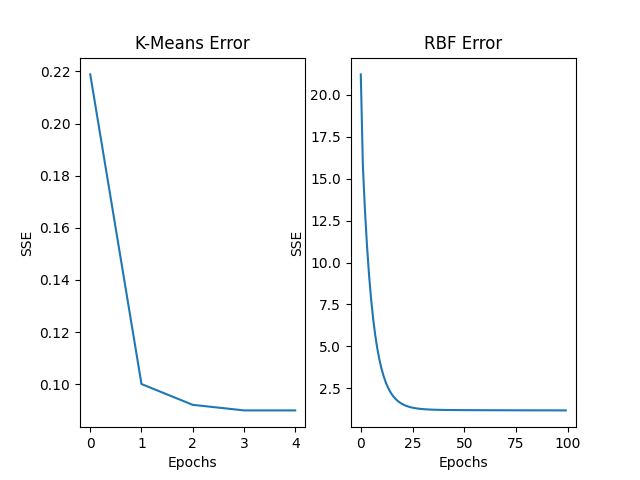 K-Means Error
SSE
0.22
0.20
0.18
0.16
0.14
0.12
0.10
0 1 2 3 4
Epochs
RBF Error
SSE
20.0
17.5
15.0
12.5
10.0
7.5
5.0
2.5
0 25 50 75 100
Epochs